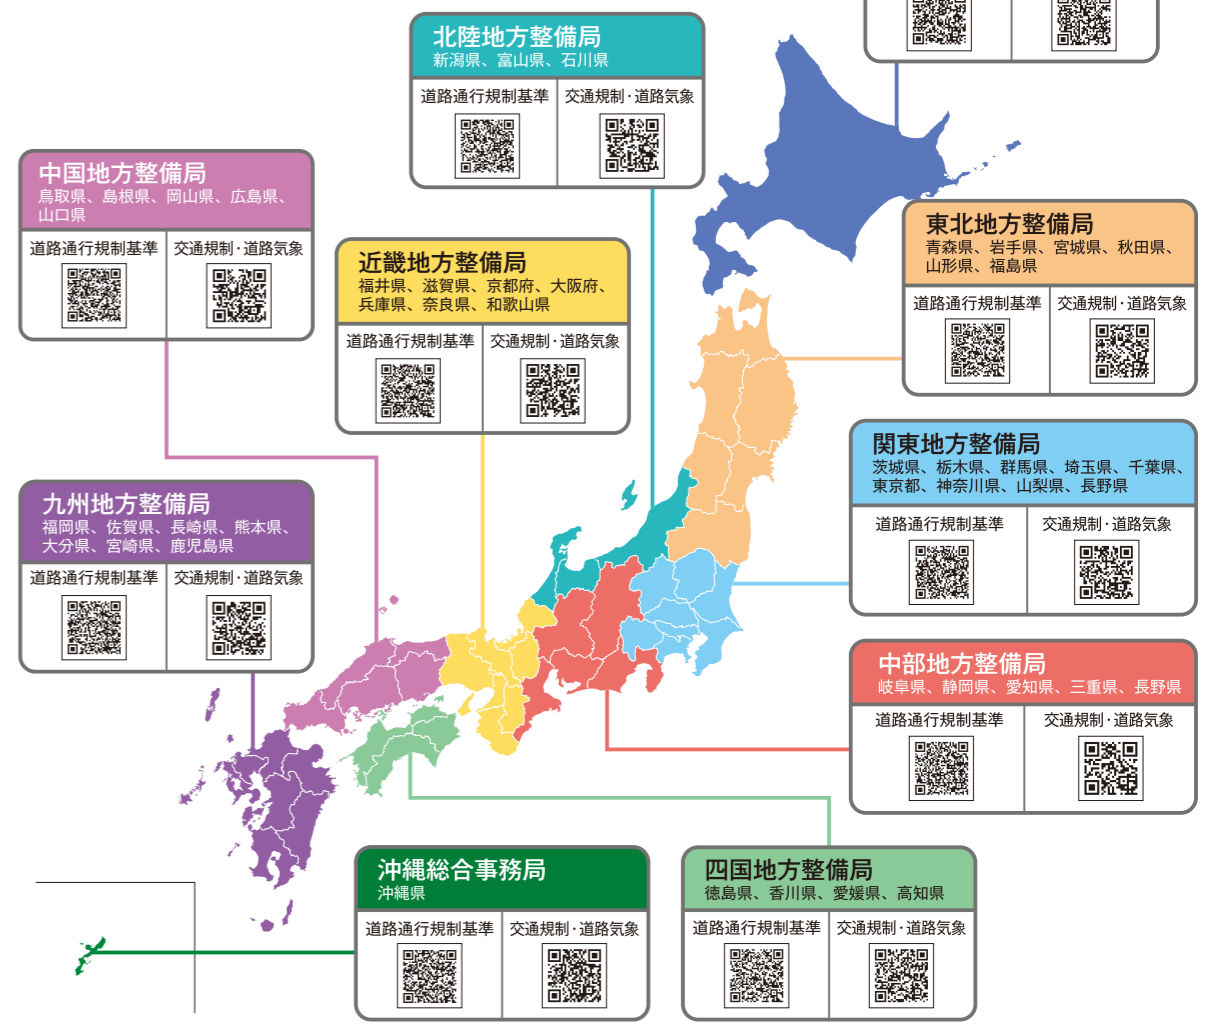 北陸地方整備局
新潟県、富山県、石川県
道路通行規制基準
交通規制・道路気象
中国地方整備局
鳥取県、島根県、岡山県、広島県、
山口県
道路通行規制基準
交通規制・道路気象
東北地方整備局
青森県、岩手県、宮城県、秋田県、
山形県、福島県
道路通行規制基準
交通規制・道路気象
近畿地方整備局
福井県、滋賀県、京都府、大阪府、
兵庫県、奈良県、和歌山県
道路通行規制基準
交通規制・道路気象
関東地方整備局
茨城県、栃木県、群馬県、埼玉県、千葉県、
東京都、神奈川県、山梨県、長野県
道路通行規制基準
交通規制・道路気象
九州地方整備局
福岡県、佐賀県、長崎県、熊本県、
大分県、宮崎県、鹿児島県
道路通行規制基準
交通規制・道路気象
中部地方整備局
岐阜県、静岡県、愛知県、三重県、長野県
道路通行規制基準
交通規制・道路気象
沖縄総合事務局
沖縄県
道路通行規制基準
交通規制・道路気象
四国地方整備局
徳島県、香川県、愛媛県、高知県
道路通行規制基準
交通規制・道路気象